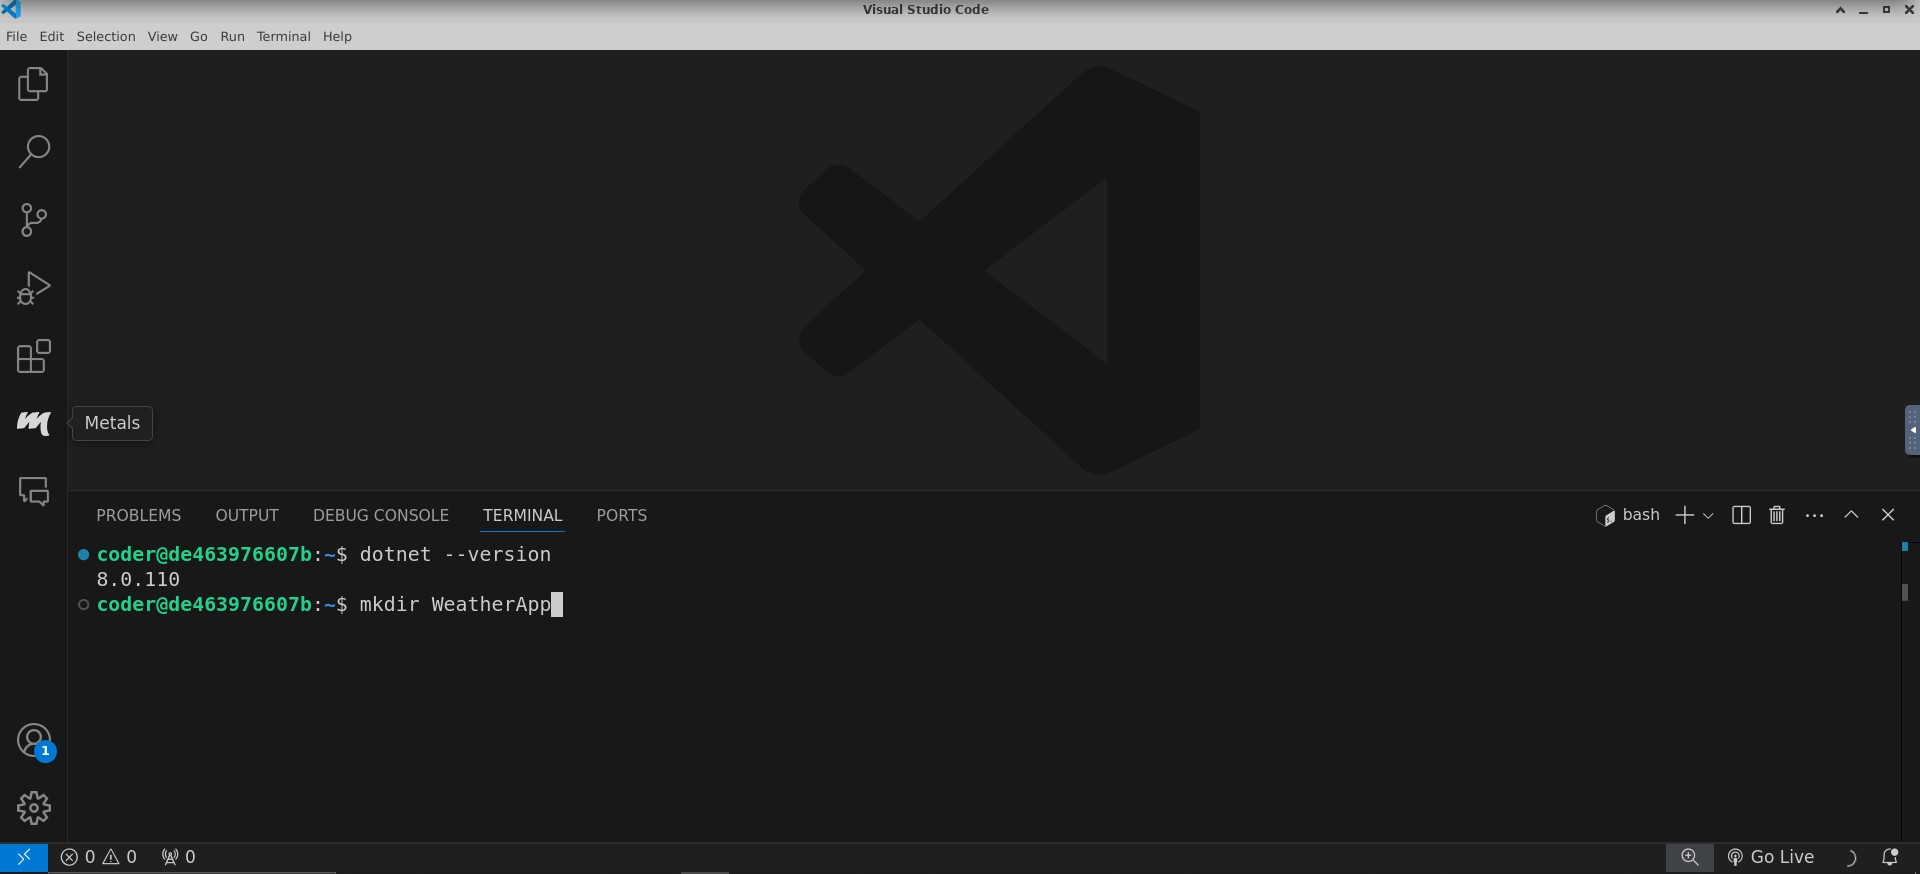 Visual Studio Code
File Edit Selection View Go Run Terminal Help
Metals
PROBLEMS OUTPUT DEBUG CONSOLE TERMINAL PORTS bash
coder@de463976607b:~$ dotnet --version
8.0.110
coder@de463976607b:~$ mkdir WeatherApp
1
0 0 0 Go Live